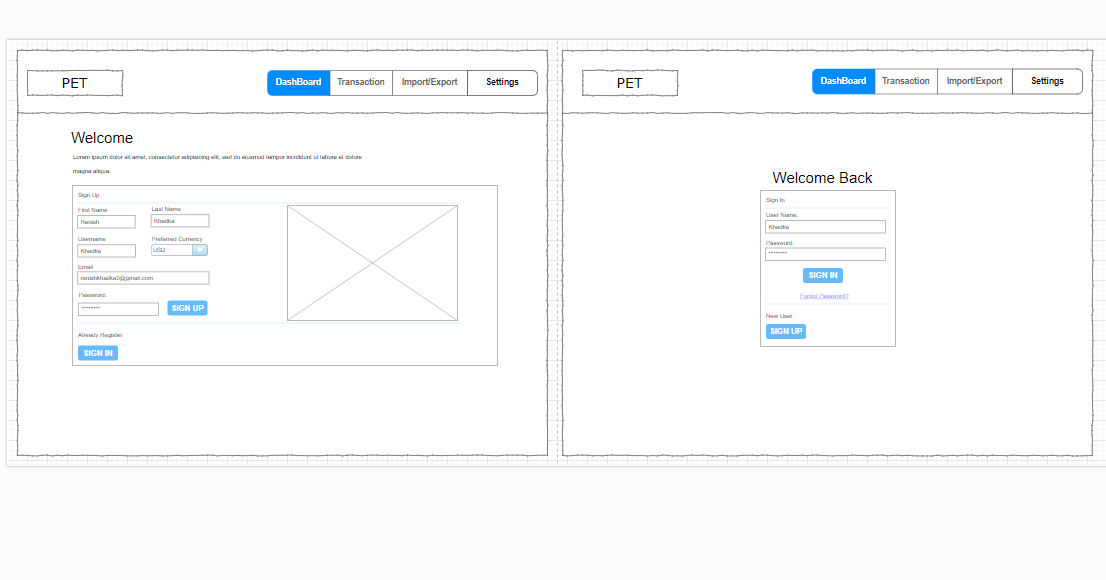 PET
DashBoard Transaction Import/Export Settings
Welcome
Lorem ipsum dolor sit amet, consectetur adipisicing elit, sed do eiusmod tempor incididunt ut labore et dolore
magna aliqua.
Sign Up
First Name Last Name
Renish Khadka
Username Preferred Currency
Khadka USD
Email
renishkhadka0@gmail.com
Password:
******** SIGN UP
Already Register
SIGN IN
PET
DashBoard Transaction Import/Export Settings
Welcome Back
Sign In
User Name:
Khadka
Password:
********
SIGN IN
Forgot Password?
New User
SIGN UP